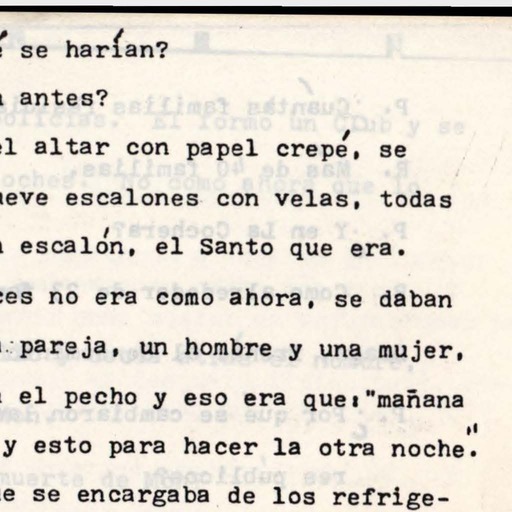 se harían?
antes?
el altar con papel crepé, se
escalones con velas, todas
escalón, el Santo que era.
no era como ahora, se daban
pareja, un hombre y una mujer,
el pecho y eso era que:"mañana
y esto para hacer la otra noche."
se encargaba de los refrige-